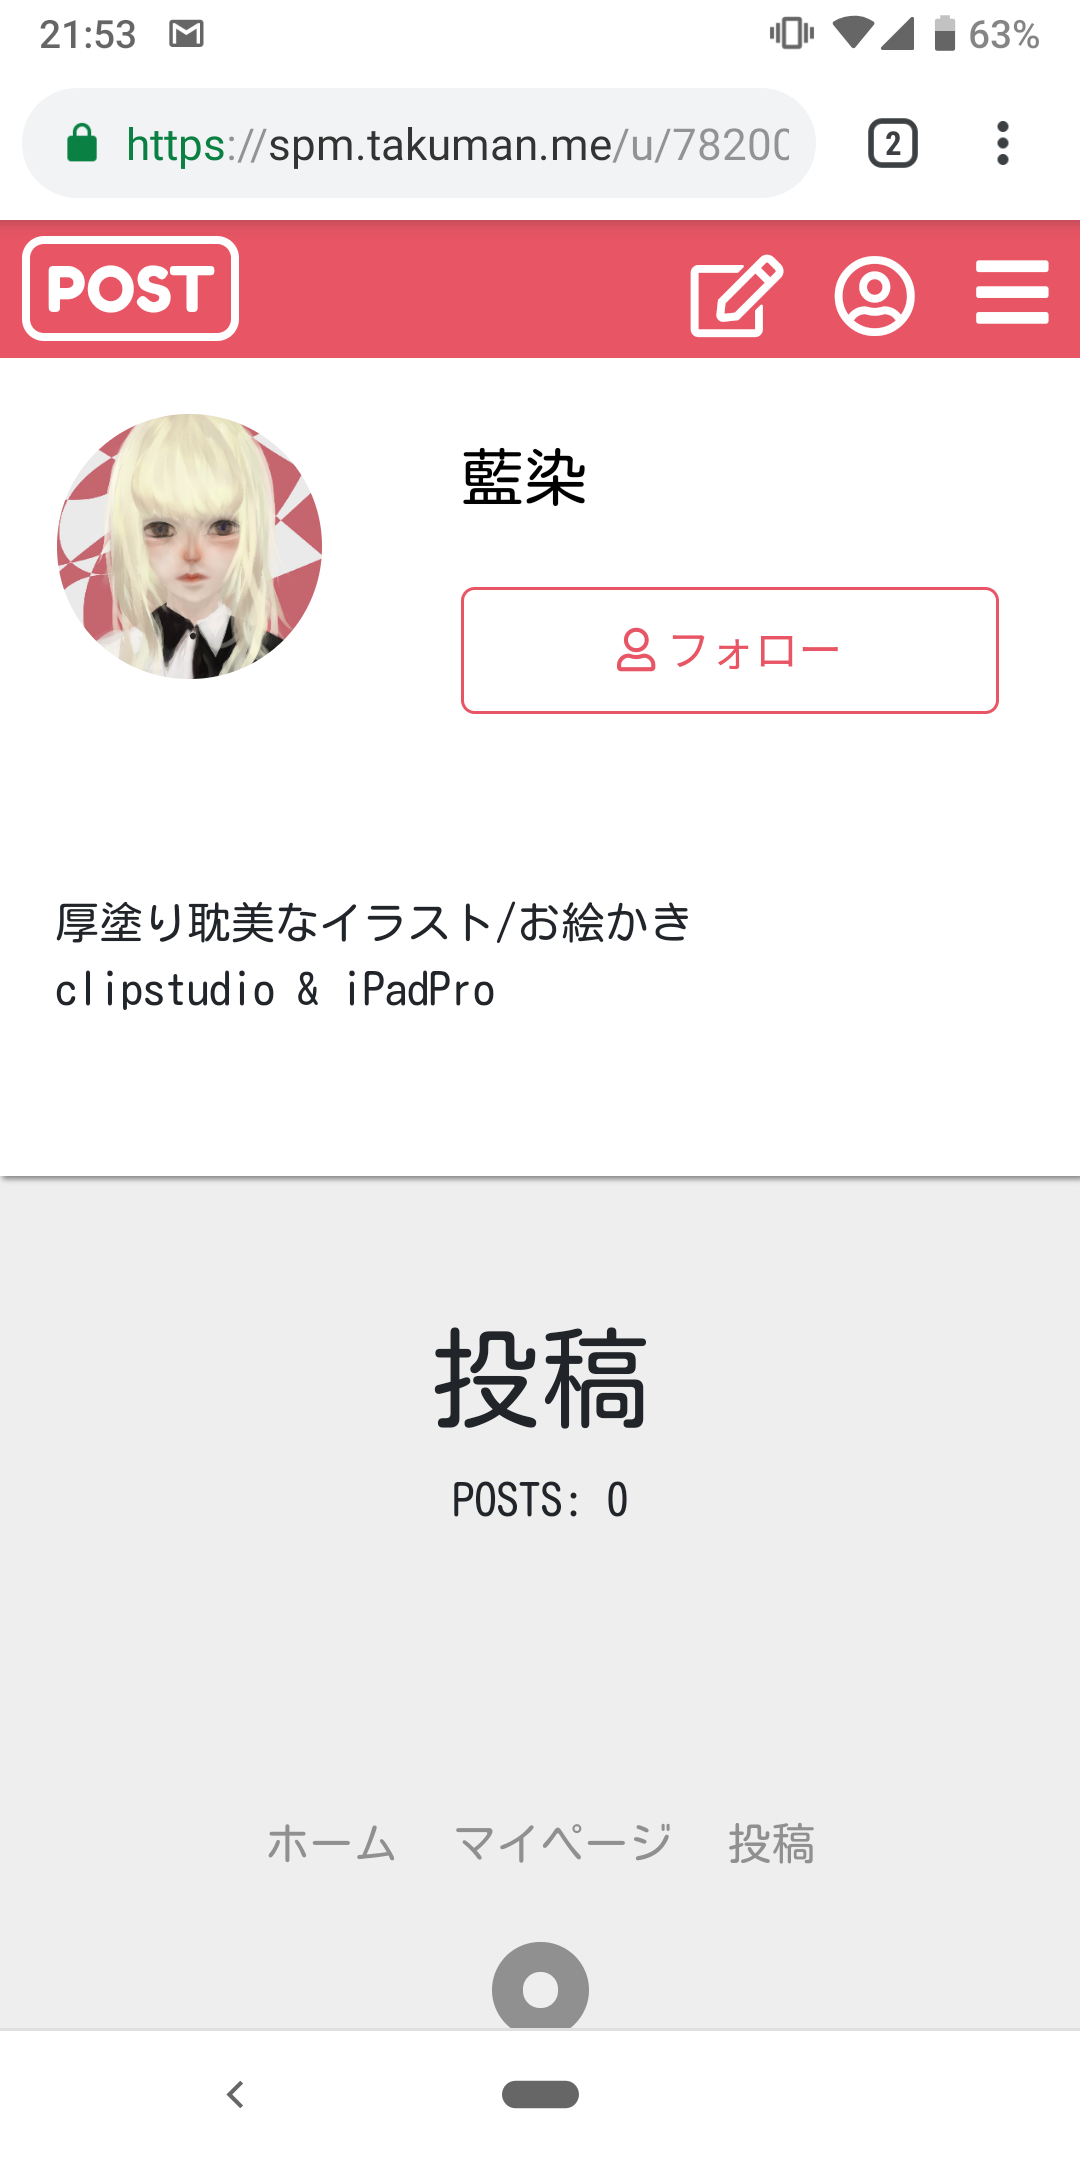 21:53
63%
https://spm.takuman.me/u/78200
2
POST
藍染
フォロー
厚塗り耽美なイラスト/お絵かき
clipstudio & iPadPro
投稿
POSTS: 0
ホーム マイページ 投稿